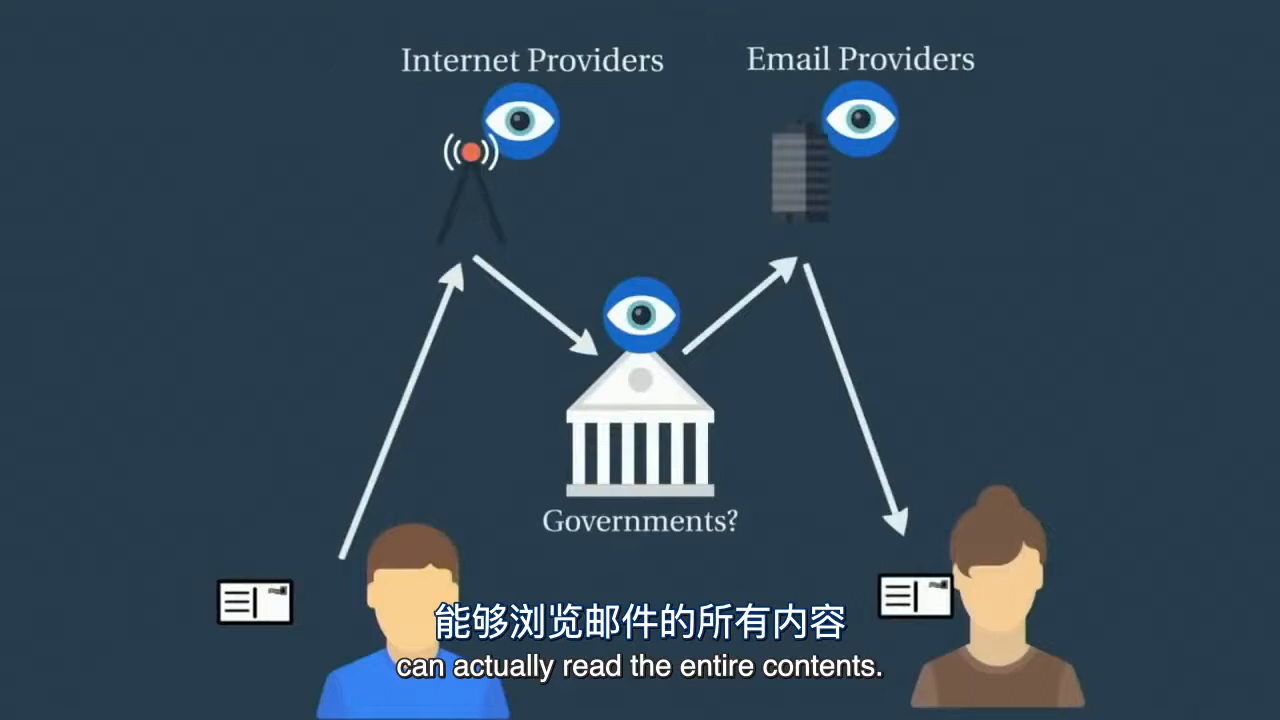 Internet Providers
Email Providers
Governments?
能够浏览邮件的所有内容
can actually read the entire contents.